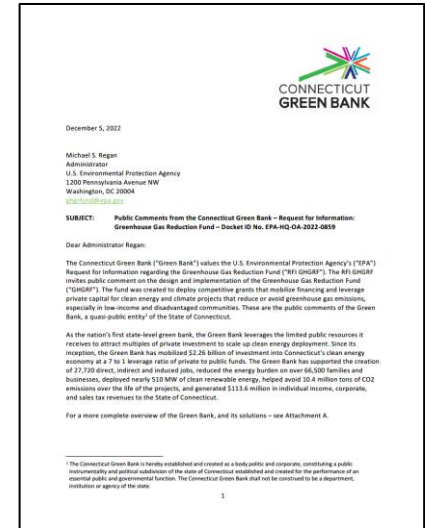 CONNECTICUT
GREEN BANK
December 5, 2022
Michael S. Regan
Administrator
U.S. Environmental Protection Agency
1200 Pennsylvania Avenue NW
Washington, DC 20004
ghgrfund@epa.gov
SUBJECT: Public Comments from the Connecticut Green Bank – Request for Information:
Greenhouse Gas Reduction Fund – Docket ID No. EPA-HQ-OA-2022-0859
Dear Administrator Regan:
The Connecticut Green Bank ("Green Bank") values the U.S. Environmental Protection Agency's ("EPA")
Request for Information regarding the Greenhouse Gas Reduction Fund ("RFI GHGRF"). The RFI GHGRF
invites public comment on the design and implementation of the Greenhouse Gas Reduction Fund
("GHGRF"). The fund was created to deploy competitive grants that mobilize financing and leverage
private capital for clean energy and climate projects that reduce or avoid greenhouse gas emissions,
especially in low-income and disadvantaged communities. These are the public comments of the Green
Bank, a quasi-public entity¹ of the State of Connecticut.
As the nation's first state-level green bank, the Green Bank leverages the limited public resources it
receives to attract multiples of private investment to scale up clean energy deployment. Since its
inception, the Green Bank has mobilized $2.26 billion of investment into Connecticut's clean energy
economy at a 7 to 1 leverage ratio of private to public funds. The Green Bank has supported the creation
of 27,720 direct, indirect and induced jobs, reduced the energy burden on over 66,500 families and
businesses, deployed nearly 510 MW of clean renewable energy, helped avoid 10.4 million tons of CO2
emissions over the life of the projects, and generated $113.6 million in individual income, corporate,
and sales tax revenues to the State of Connecticut.
For a more complete overview of the Green Bank, and its solutions – see Attachment A.
¹ The Connecticut Green Bank is hereby established and created as a body politic and corporate, constituting a public
instrumentality and political subdivision of the state of Connecticut established and created for the performance of an
essential public and governmental function. The Connecticut Green Bank shall not be construed to be a department,
institution or agency of the state.
1